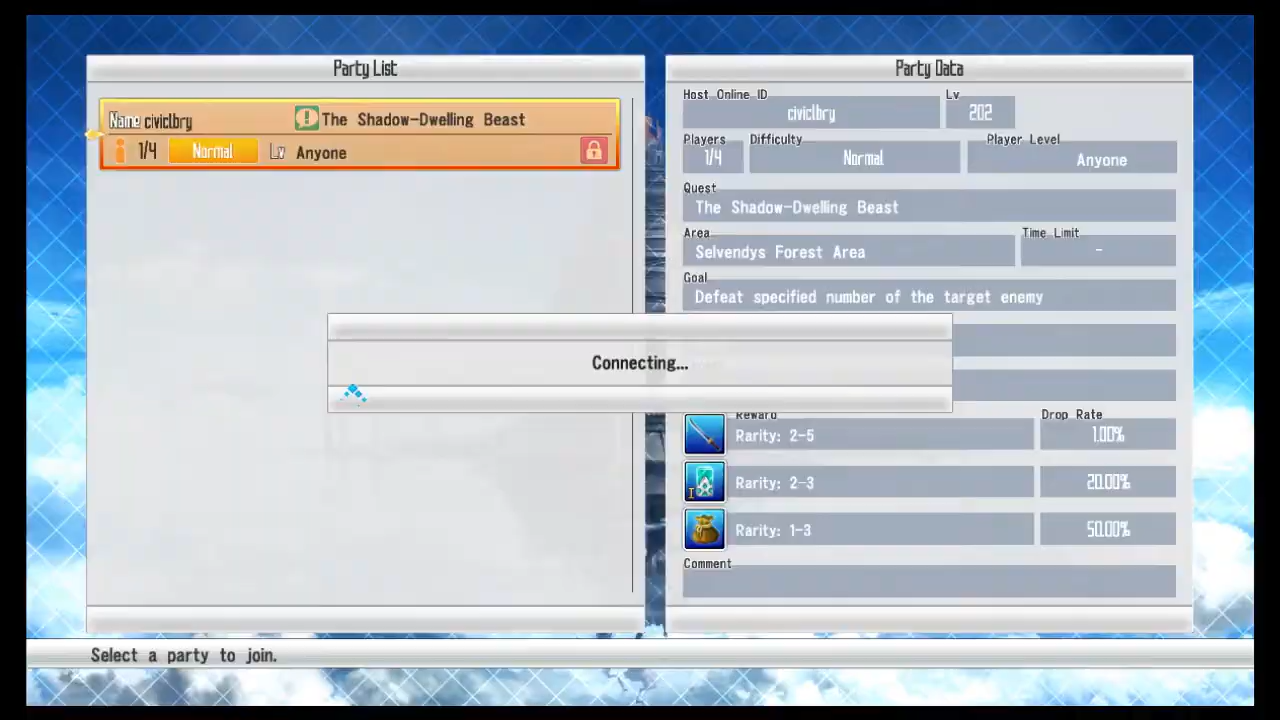 Party List
Name civiclbry
The Shadow-Dwelling Beast
1/4 Normal Lv Anyone
Party Data
Host Online ID Lv
civiclbry 202
Players Difficulty Player Level
1/4 Normal Anyone
Quest
The Shadow-Dwelling Beast
Area Time Limit
Selvendys Forest Area -
Goal
Defeat specified number of the target enemy
Connecting...
Reward Drop Rate
Rarity: 2-5 1.00%
I Rarity: 2-3 20.00%
Rarity: 1-3 50.00%
Comment
Select a party to join.